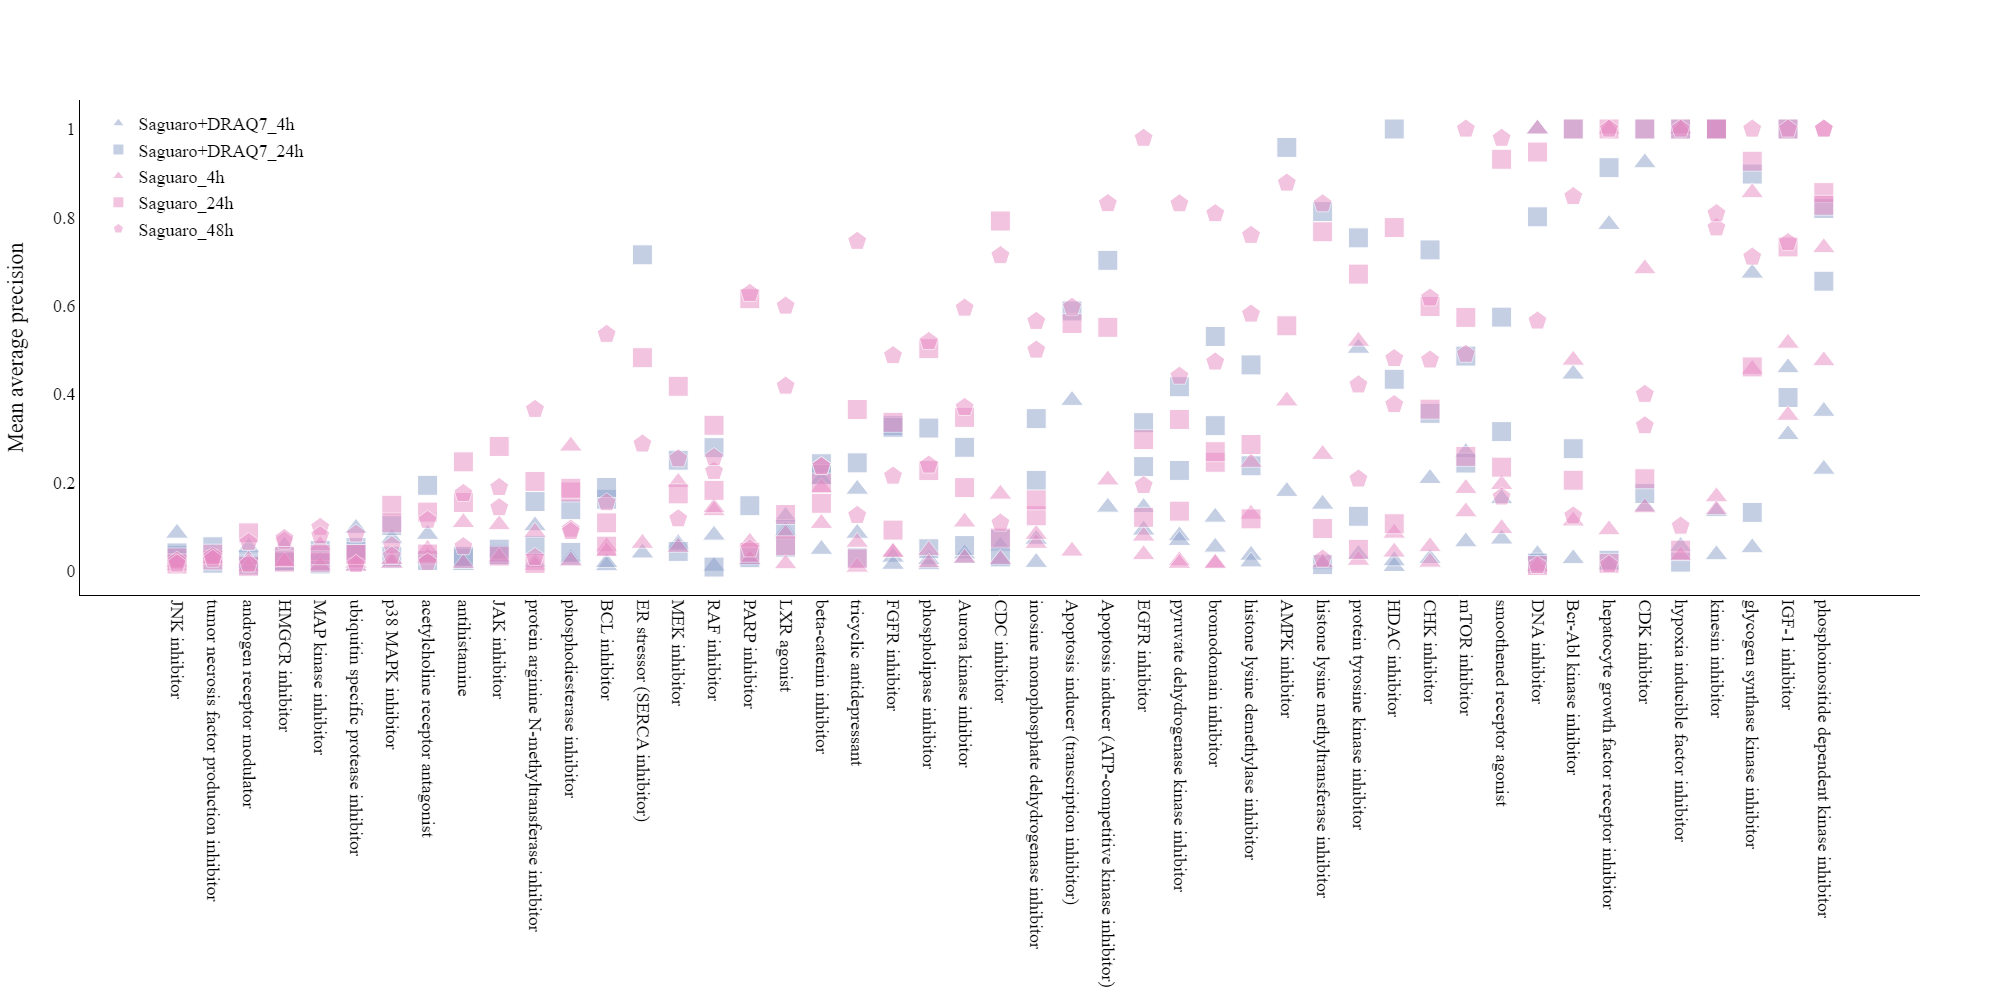 Saguaro+DRAQ7_4h
Saguaro+DRAQ7_24h
Saguaro_4h
Saguaro_24h
Saguaro_48h
Mean average precision
1
0.8
0.6
0.4
0.2
0
JNK inhibitor
tumor necrosis factor production inhibitor
androgen receptor modulator
HMGCR inhibitor
MAP kinase inhibitor
ubiquitin specific protease inhibitor
p38 MAPK inhibitor
acetylcholine receptor antagonist
antihistamine
JAK inhibitor
protein arginine N-methyltransferase inhibitor
phosphodiesterase inhibitor
BCL inhibitor
ER stressor (SERCA inhibitor)
MEK inhibitor
RAF inhibitor
PARP inhibitor
LXR agonist
beta-catenin inhibitor
tricyclic antidepressant
FGFR inhibitor
phospholipase inhibitor
Aurora kinase inhibitor
CDC inhibitor
inosine monophosphate dehydrogenase inhibitor
Apoptosis inducer (transcription inhibitor)
Apoptosis inducer (ATP-competitive kinase inhibitor)
EGFR inhibitor
pyruvate dehydrogenase kinase inhibitor
bromodomain inhibitor
histone lysine demethylase inhibitor
AMPK inhibitor
histone lysine methyltransferase inhibitor
protein tyrosine kinase inhibitor
HDAC inhibitor
CHK inhibitor
mTOR inhibitor
smoothened receptor agonist
DNA inhibitor
Bcr-Abl kinase inhibitor
hepatocyte growth factor receptor inhibitor
CDK inhibitor
hypoxia inducible factor inhibitor
kinesin inhibitor
glycogen synthase kinase inhibitor
IGF-1 inhibitor
phosphoinositide dependent kinase inhibitor